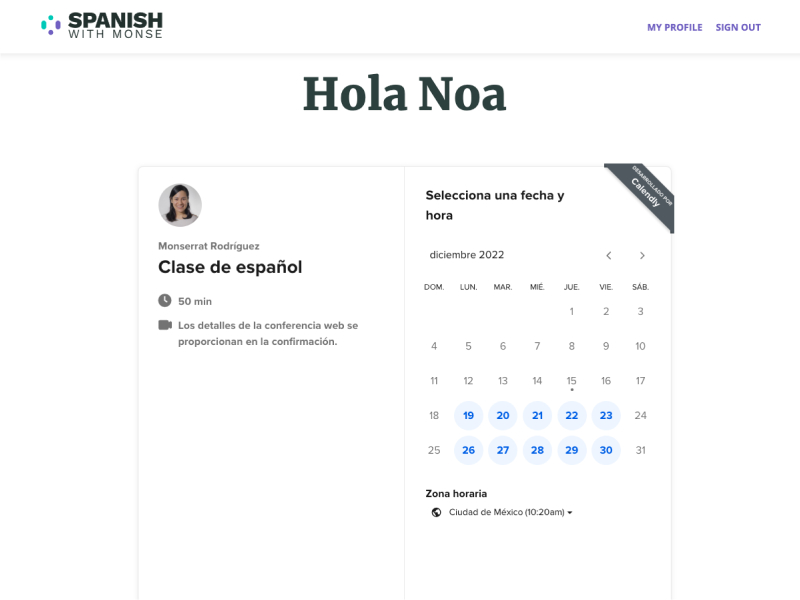 SPANISH
WITH MONSE
MY PROFILE
SIGN OUT
Hola Noa
DESARROLLADO POR
Calendly
Monserrat Rodríguez
Clase de español
50 min
Los detalles de la conferencia web se
proporcionan en la confirmación.
Selecciona una fecha y
hora
diciembre 2022
DOM. LUN. MAR. MIÉ. JUE. VIE. SÁB.
1 2 3
4 5 6 7 8 9 10
11 12 13 14 15 16 17
18 19 20 21 22 23 24
25 26 27 28 29 30 31
Zona horaria
Ciudad de México (10:20am)